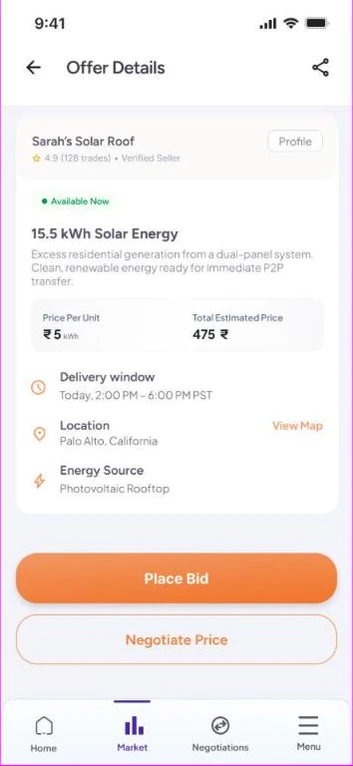 9:41
Offer Details
Sarah's Solar Roof
Profile
4.9 (128 trades) • Verified Seller
Available Now
15.5 kWh Solar Energy
Excess residential generation from a dual-panel system.
Clean, renewable energy ready for immediate P2P
transfer.
Price Per Unit
₹ 5 kWh
Total Estimated Price
475 ₹
Delivery window
Today, 2:00 PM – 6:00 PM PST
Location
Palo Alto, California
View Map
Energy Source
Photovoltaic Rooftop
Place Bid
Negotiate Price
Home
Market
Negotiations
Menu